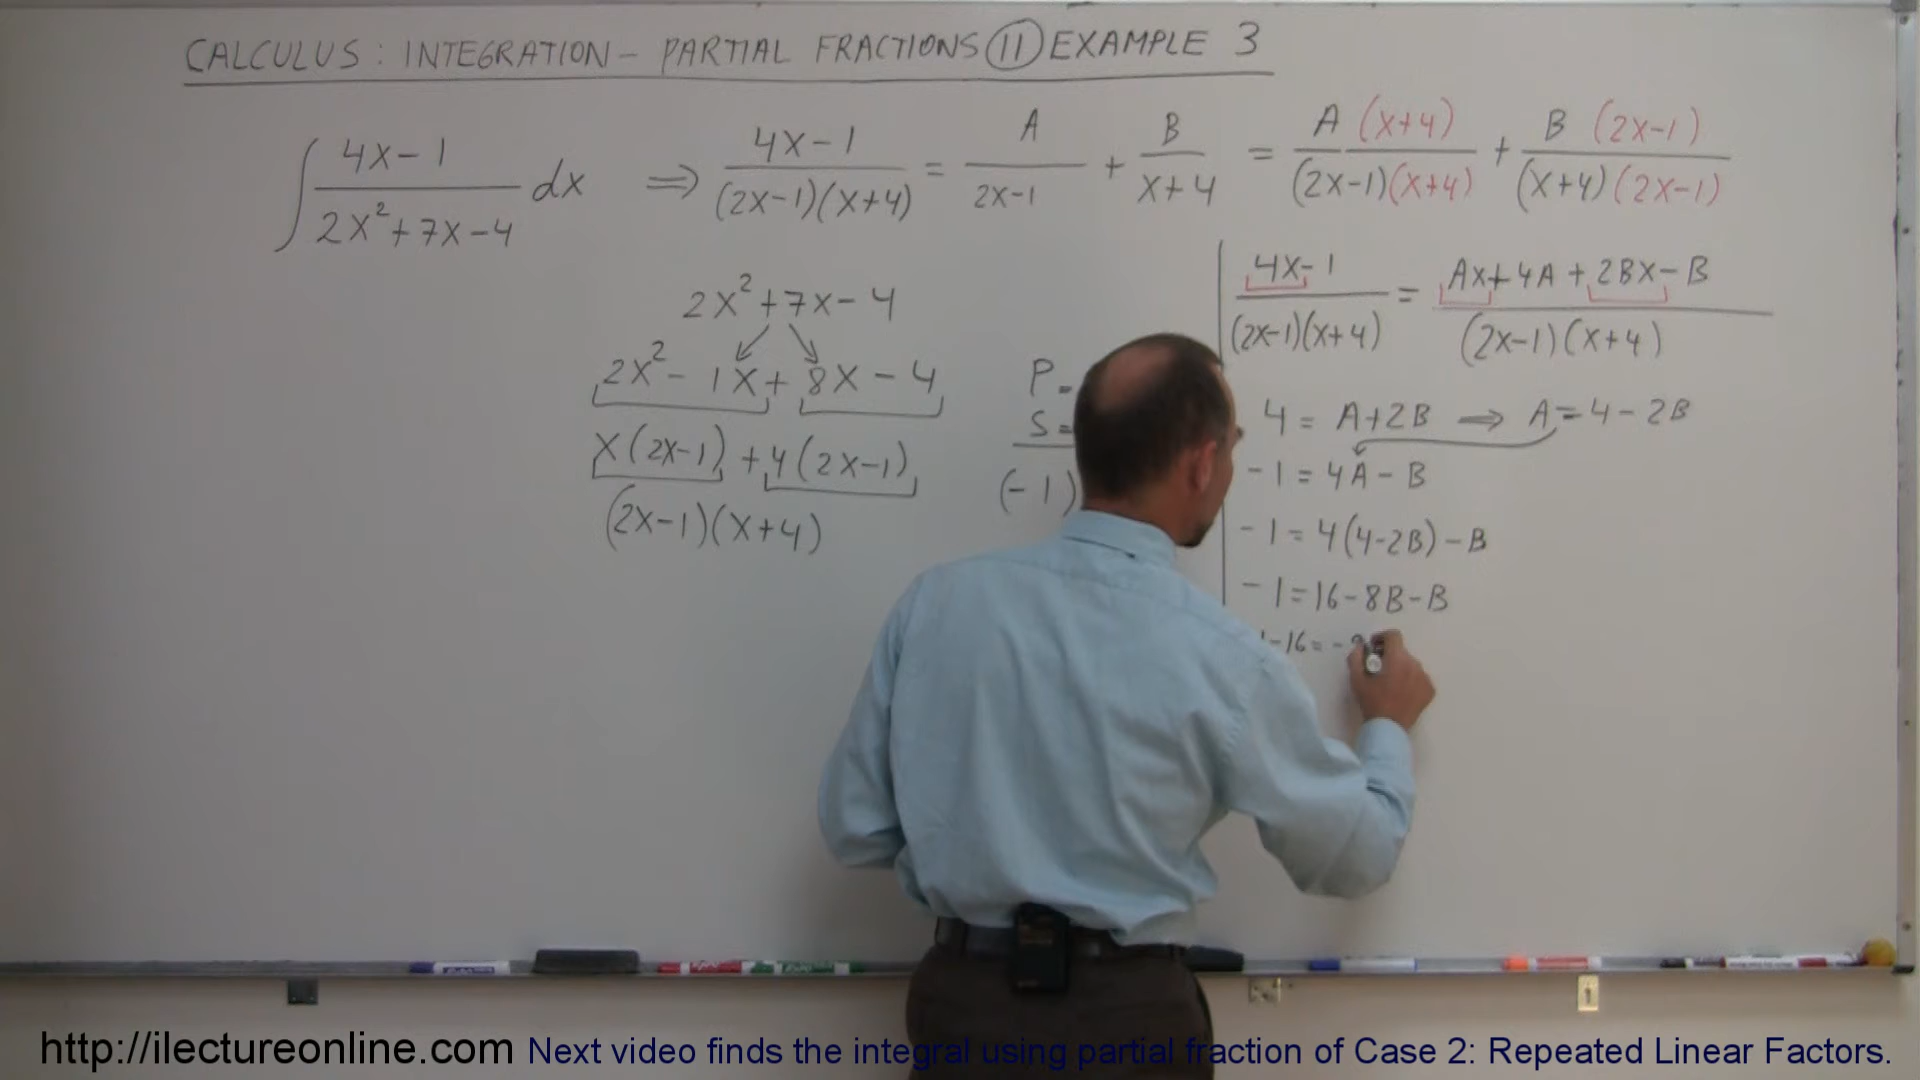 CALCULUS: INTEGRATION – PARTIAL FRACTIONS 11 EXAMPLE 3
∫ (4x-1)/(2x²+7x-4) dx ⟹ (4x-1)/((2x-1)(x+4)) = A/(2x-1) + B/(x+4) = A(x+4)/((2x-1)(x+4)) + B(2x-1)/((x+4)(2x-1))
2x²+7x-4
2x²-1x+8x-4
x(2x-1)+4(2x-1)
(2x-1)(x+4)
P=
S=
(-1)
(4x-1)/((2x-1)(x+4)) = (Ax+4A+2Bx-B)/((2x-1)(x+4))
4 = A+2B ⟹ A=4-2B
-1=4A-B
-1=4(4-2B)-B
-1=16-8B-B
-16=-
http://ilectureonline.com Next video finds the integral using partial fraction of Case 2: Repeated Linear Factors.